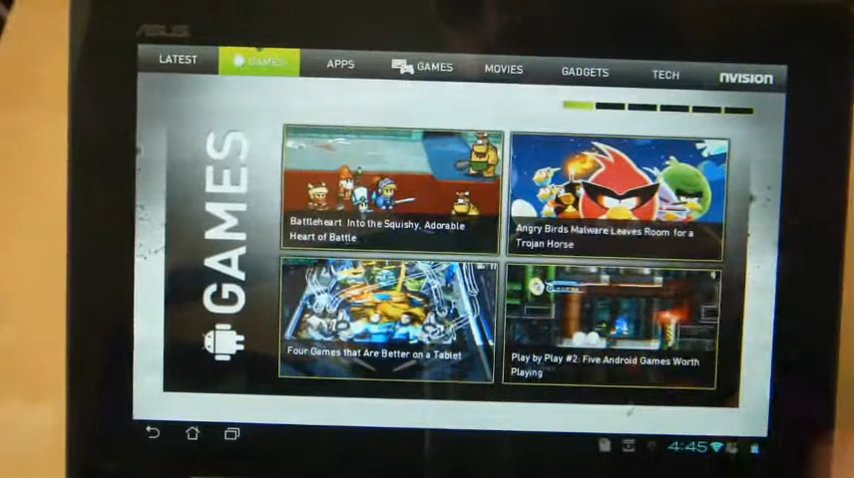 ASUS
LATEST
GAMES
APPS
GAMES
MOVIES
GADGETS
TECH
NVISION
GAMES
Battleheart: Into the Squishy, Adorable
Heart of Battle
Angry Birds Malware Leaves Room for a
Trojan Horse
Four Games that Are Better on a Tablet
Play by Play #2: Five Android Games Worth
Playing
4:45